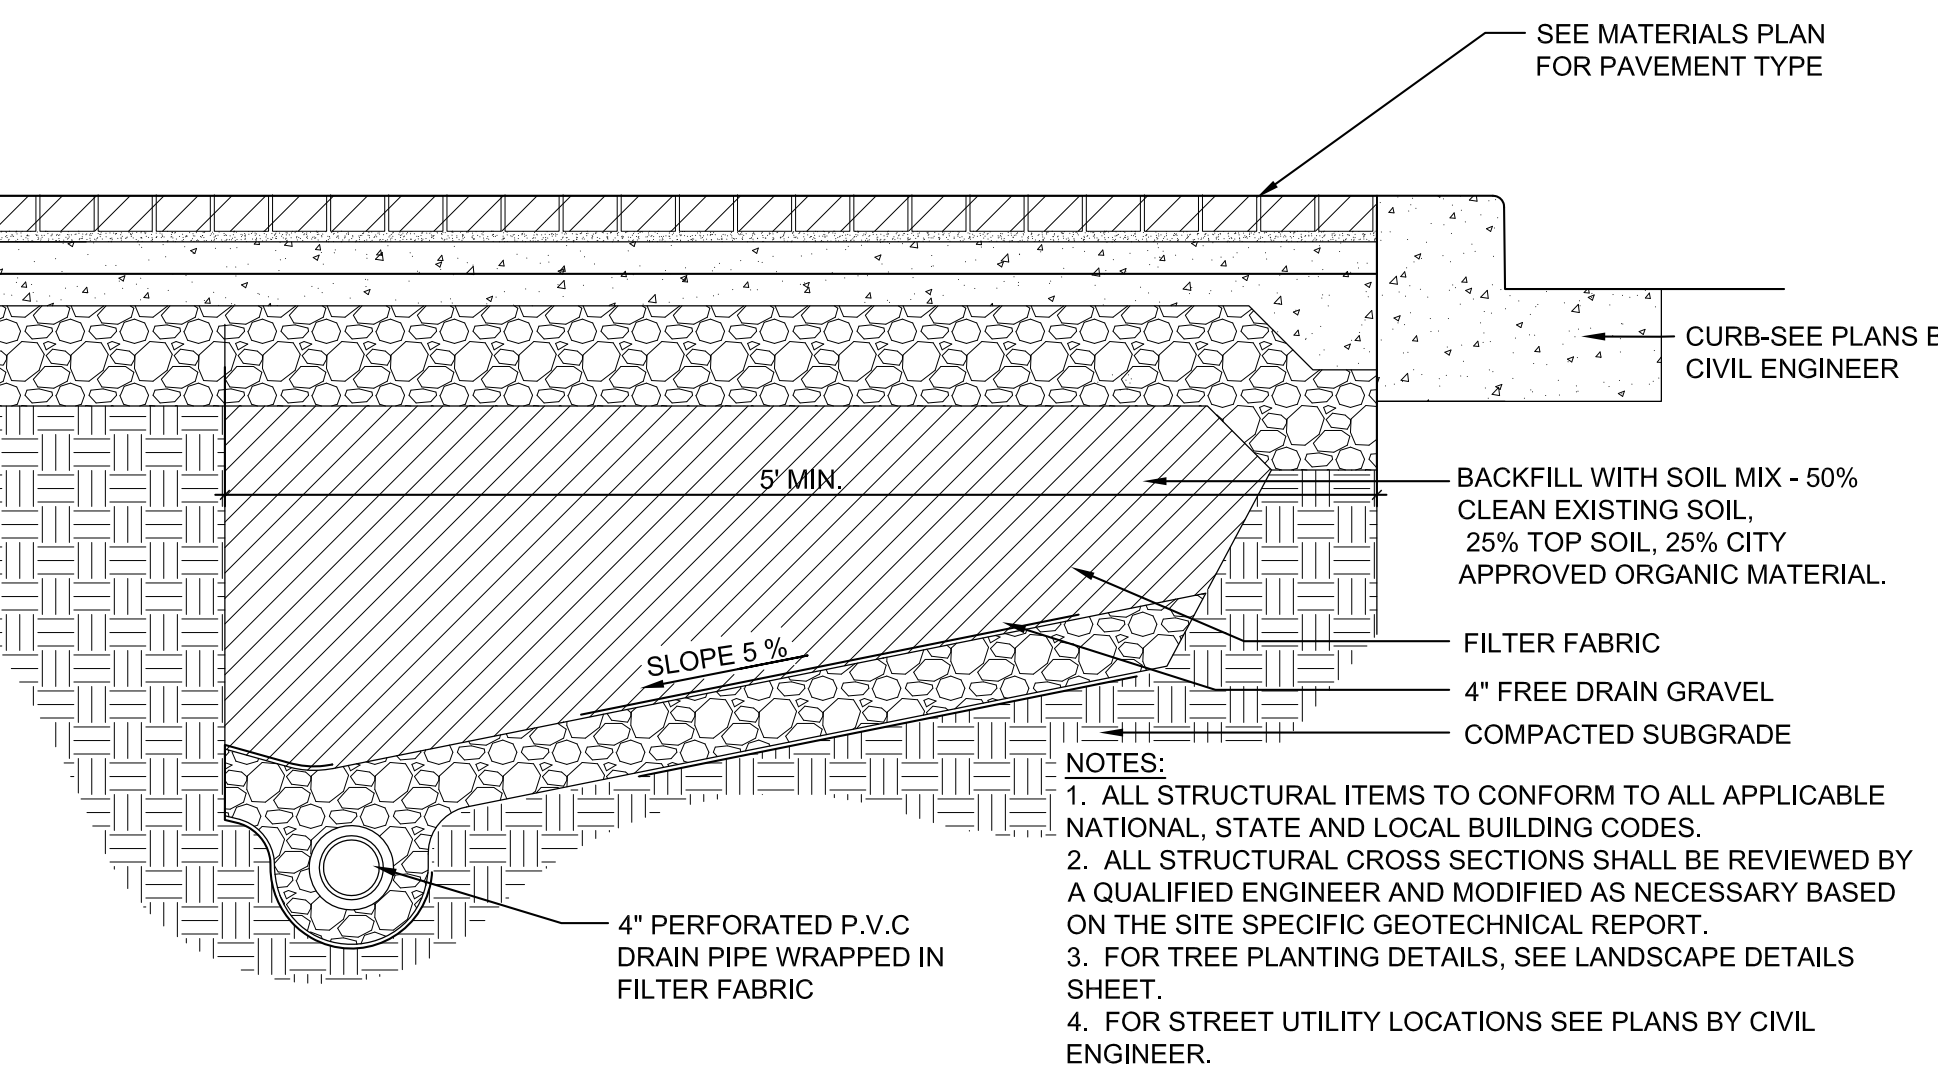 SEE MATERIALS PLAN
FOR PAVEMENT TYPE
CURB-SEE PLANS
CIVIL ENGINEER
5' MIN.
BACKFILL WITH SOIL MIX - 50%
CLEAN EXISTING SOIL,
25% TOP SOIL, 25% CITY
APPROVED ORGANIC MATERIAL.
FILTER FABRIC
SLOPE 5 %
4" FREE DRAIN GRAVEL
COMPACTED SUBGRADE
4" PERFORATED P.V.C
DRAIN PIPE WRAPPED IN
FILTER FABRIC
NOTES:
1. ALL STRUCTURAL ITEMS TO CONFORM TO ALL APPLICABLE
NATIONAL, STATE AND LOCAL BUILDING CODES.
2. ALL STRUCTURAL CROSS SECTIONS SHALL BE REVIEWED BY
A QUALIFIED ENGINEER AND MODIFIED AS NECESSARY BASED
ON THE SITE SPECIFIC GEOTECHNICAL REPORT.
3. FOR TREE PLANTING DETAILS, SEE LANDSCAPE DETAILS
SHEET.
4. FOR STREET UTILITY LOCATIONS SEE PLANS BY CIVIL
ENGINEER.